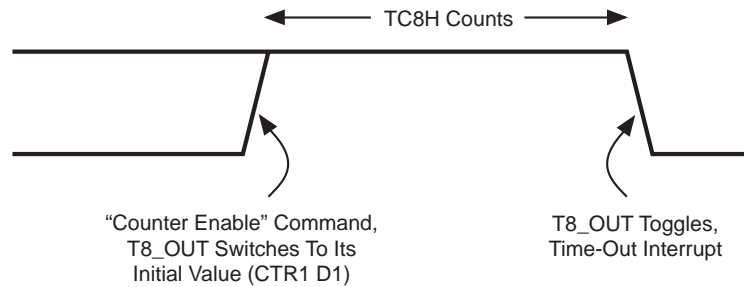 TC8H Counts
“Counter Enable” Command,
T8_OUT Switches To Its
Initial Value (CTR1 D1)
T8_OUT Toggles,
Time-Out Interrupt